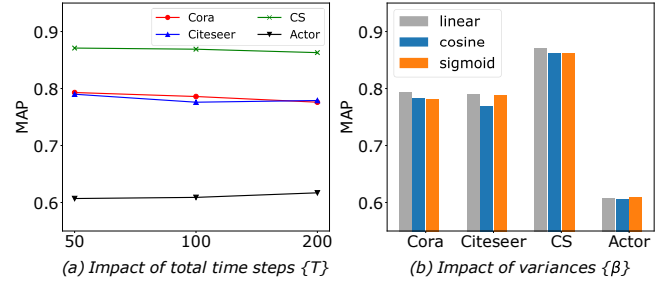 Cora
CS
Citeseer
Actor
MAP
0.9
0.8
0.7
0.6
50
100
200
(a) Impact of total time steps {T}
linear
cosine
sigmoid
MAP
0.9
0.8
0.7
0.6
Cora
Citeseer
CS
Actor
(b) Impact of variances {β}